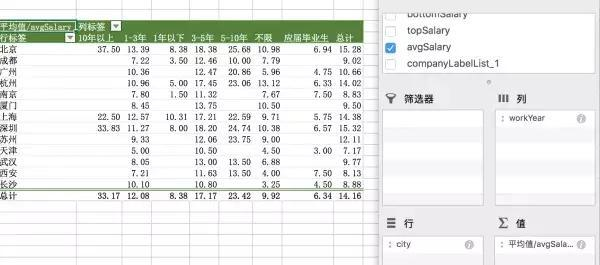 平均值/avgSalary 列标签
行标签 10年以上 1-3年 1年以下 3-5年 5-10年 不限 应届毕业生 总计
北京 37.50 13.39 8.38 18.38 25.68 10.98 6.94 15.28
成都 7.22 3.50 12.46 10.00 7.79 9.02
广州 10.36 12.47 20.86 5.96 4.75 10.66
杭州 10.96 5.00 17.45 23.06 13.12 6.33 14.02
南京 7.80 1.50 11.32 7.67 7.50 8.83
厦门 8.45 13.75 10.50 9.50
上海 22.50 12.57 10.31 17.21 22.59 9.71 5.75 14.38
深圳 33.83 11.27 8.00 18.20 24.74 10.38 6.57 15.32
苏州 9.33 12.06 23.75 9.00 12.11
天津 5.00 10.50 4.50 3.00 7.17
武汉 8.05 13.00 13.50 6.88 9.77
西安 7.21 11.63 13.50 4.00 7.50 8.13
长沙 10.10 10.80 3.25 4.50 8.88
总计 33.17 12.08 8.38 17.17 23.42 9.92 6.34 14.16
bottomSalary
topSalary
avgSalary
companyLabelList_1
筛选器
列
workYear
行
值
city
平均值/avgSala...